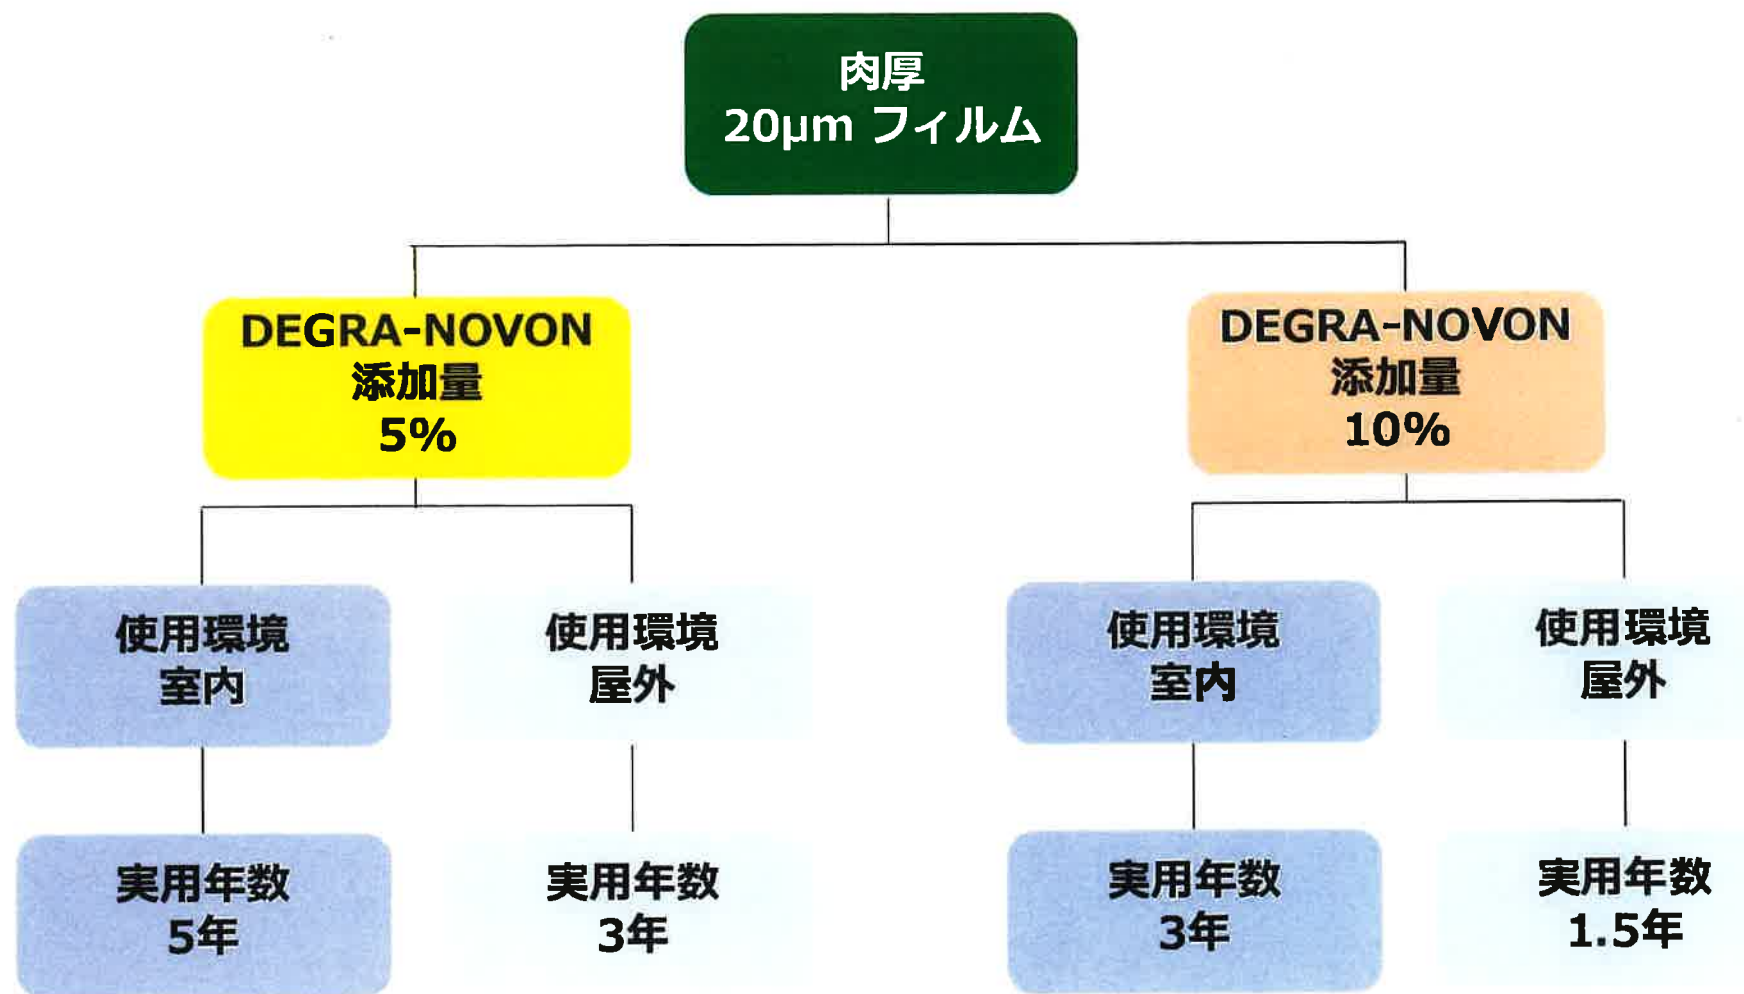 肉厚
20μm フィルム
DEGRA-NOVON
添加量
5%
DEGRA-NOVON
添加量
10%
使用環境
室内
使用環境
屋外
使用環境
室内
使用環境
屋外
実用年数
5年
実用年数
3年
実用年数
3年
実用年数
1.5年